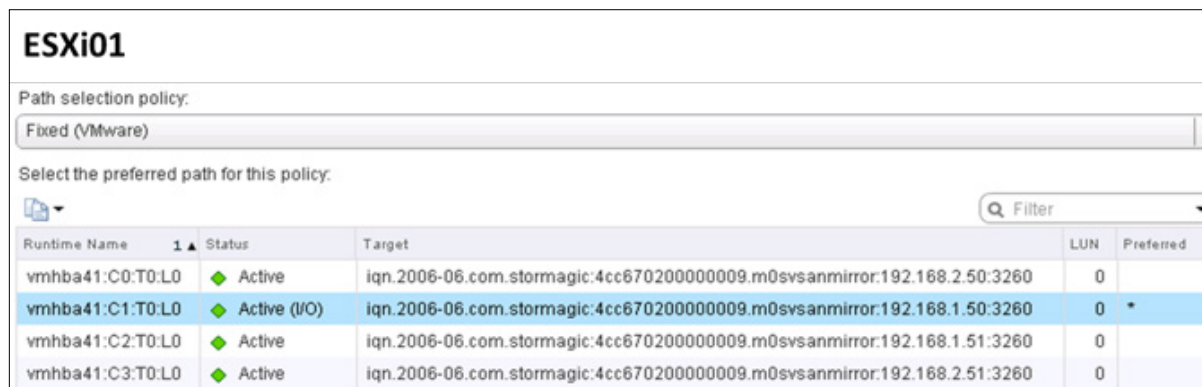 ESXi01
Path selection policy:
Fixed (VMware)
Select the preferred path for this policy:
Filter
Runtime Name 1 ▲ Status Target LUN Preferred
vmhba41:C0:T0:L0 Active iqn.2006-06.com.stormagic:4cc670200000009.m0svsanmirror:192.168.2.50:3260 0
vmhba41:C1:T0:L0 Active (I/O) iqn.2006-06.com.stormagic:4cc670200000009.m0svsanmirror:192.168.1.50:3260 0 *
vmhba41:C2:T0:L0 Active iqn.2006-06.com.stormagic:4cc670200000009.m0svsanmirror:192.168.1.51:3260 0
vmhba41:C3:T0:L0 Active iqn.2006-06.com.stormagic:4cc670200000009.m0svsanmirror:192.168.2.51:3260 0